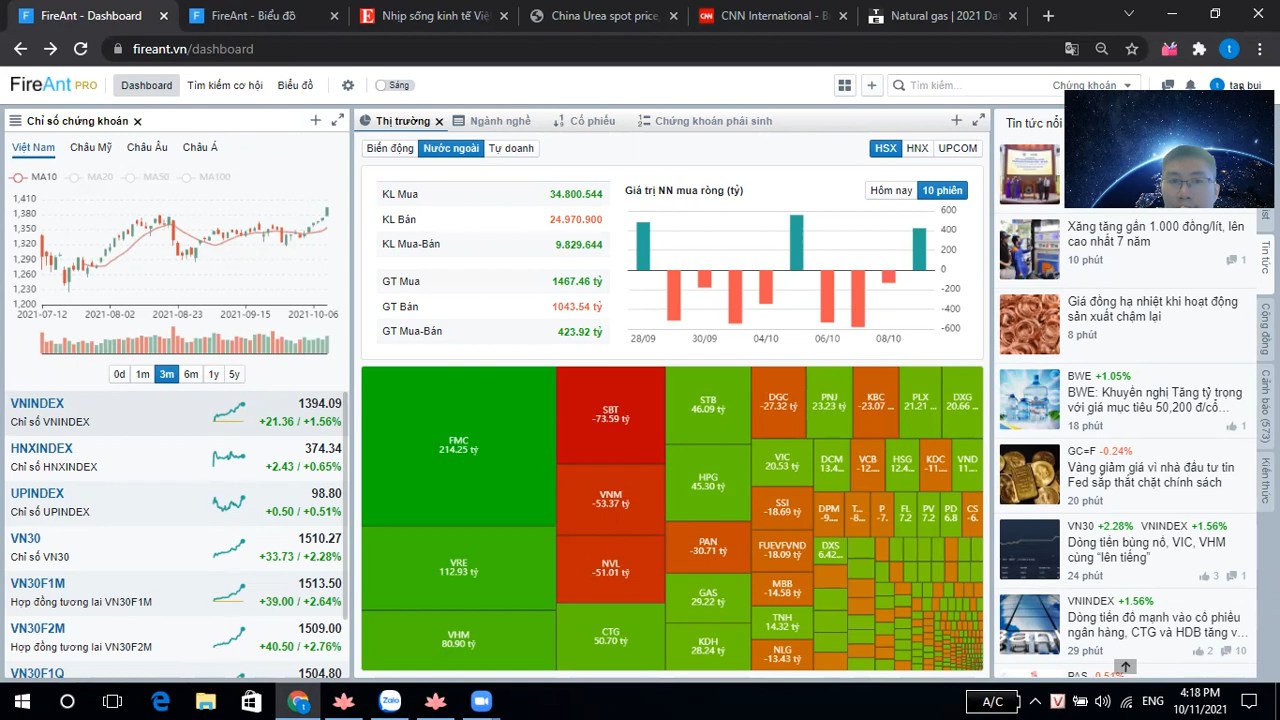 FireAnt - Dashboard
FireAnt - Biểu đồ
Nhịp sống kinh tế Việ
China Urea spot price,
CNN International - B
Natural gas | 2021 Da
fireant.vn/dashboard
FireAnt PRO
Dashboard
Tìm kiếm cơ hội
Biểu đồ
Sáng
Tìm kiếm...
Chứng khoán
tap bui
Chỉ số chứng khoán
Việt Nam
Châu Mỹ
Châu Âu
Châu Á
MA10
MA20
MA50
MA100
1,410
1,380
1,350
1,320
1,290
1,260
1,230
1,200
2021-07-12
2021-08-02
2021-08-23
2021-09-15
2021-10-06
0d
1m
3m
6m
1y
5y
VNINDEX
1394.09
Chỉ số VNINDEX
+21.36 / +1.56%
HNXINDEX
374.34
Chỉ số HNXINDEX
+2.43 / +0.65%
UPINDEX
98.80
Chỉ số UPINDEX
+0.50 / +0.51%
VN30
1510.27
Chỉ số VN30
+33.73 / +2.28%
VN30F1M
1513.50
Hợp đồng tương lai VN30F1M
+39.00 / +2.64%
VN30F2M
1509.00
Hợp đồng tương lai VN30F2M
+40.50 / +2.76%
VN30F1Q
1504.80
Thị trường
Ngành nghề
Cổ phiếu
Chứng khoán phái sinh
Biến động
Nước ngoài
Tự doanh
HSX
HNX
UPCOM
KL Mua
34.800.544
KL Bán
24.970.900
KL Mua-Bán
9.829.644
GT Mua
1467.46 tỷ
GT Bán
1043.54 tỷ
GT Mua-Bán
423.92 tỷ
Giá trị NN mua ròng (tỷ)
Hôm nay
10 phiên
600
400
200
0
-200
-400
-600
28/09
30/09
04/10
06/10
08/10
FMC
214.25 tỷ
VRE
112.93 tỷ
VHM
80.90 tỷ
SBT
-73.59 tỷ
VNM
-53.37 tỷ
NVL
-51.01 tỷ
CTG
50.70 tỷ
STB
46.09 tỷ
HPG
45.30 tỷ
PAN
-30.71 tỷ
GAS
29.22 tỷ
KDH
28.24 tỷ
DGC
-27.32 tỷ
PNJ
23.23 tỷ
KBC
-23.07 ...
PLX
21.21 ...
DXG
20.66 ...
VIC
20.53 tỷ
DCM
13.4...
VCB
-12....
HSG
12.4...
KDC
-11....
VND
11....
SSI
-18.69 tỷ
DPM
-9....
T...
-8...
P
-7.
FL
7.2
PV
7.2
PD
6.8
CS
-6.
FUEVFVND
-18.09 tỷ
DXS
6.42...
MBB
-14.58 tỷ
TNH
14.32 tỷ
NLG
-13.43 tỷ
Tin tức nổi
Xăng tăng gần 1.000 đồng/lít, lên
cao nhất 7 năm
10 phút
1
Giá đồng hạ nhiệt khi hoạt động
sản xuất chậm lại
8 phút
BWE +1.05%
BWE: Khuyến nghị Tăng tỷ trọng
với giá mục tiêu 50,200 đ/cổ...
18 phút
1
GC=F -0.24%
Vàng giảm giá vì nhà đầu tư tin
Fed sắp thắt chặt chính sách
20 phút
VN30 +2.28% VNINDEX +1.56%
Dòng tiền bùng nổ, VIC, VHM
cùng “lên tiếng”
24 phút
3
1
VNINDEX +1.56%
Dòng tiền đổ mạnh vào cổ phiếu
ngân hàng, CTG và HDB tăng v...
29 phút
2
10
Tin tức
Cộng đồng
Cảnh báo (573)
Kiến thức
Zalo
A/C
ENG
4:18 PM
10/11/2021